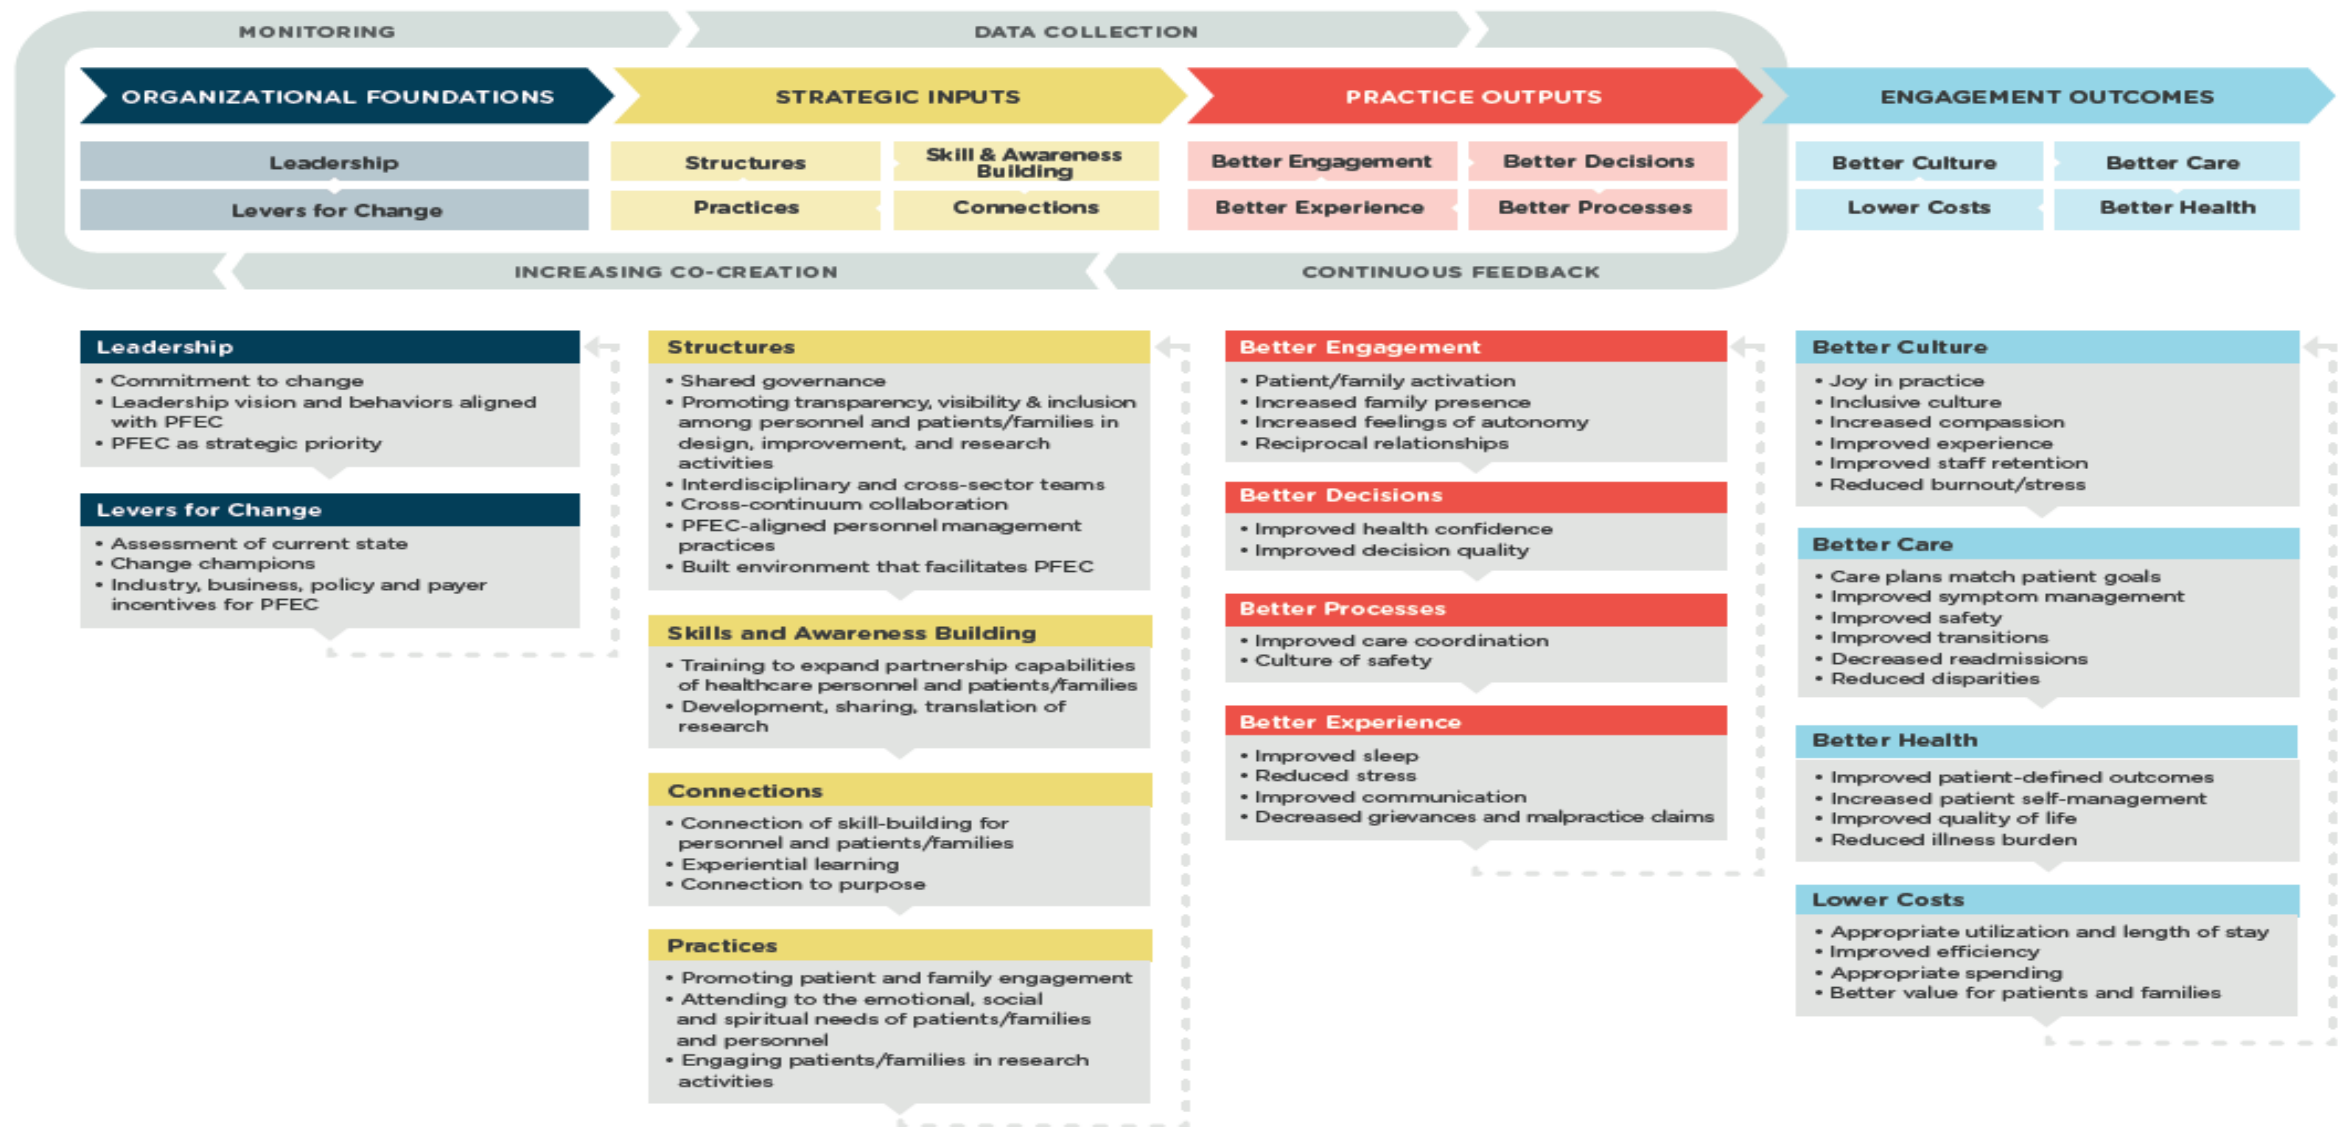 MONITORING
DATA COLLECTION
ORGANIZATIONAL FOUNDATIONS
STRATEGIC INPUTS
PRACTICE OUTPUTS
ENGAGEMENT OUTCOMES
Leadership
Levers for Change
Structures
Skill & Awareness
Building
Practices
Connections
Better Engagement
Better Decisions
Better Experience
Better Processes
Better Culture
Better Care
Lower Costs
Better Health
INCREASING CO-CREATION
CONTINUOUS FEEDBACK
Leadership
• Commitment to change
• Leadership vision and behaviors aligned
with PFEC
• PFEC as strategic priority
Levers for Change
• Assessment of current state
• Change champions
• Industry, business, policy and payer
incentives for PFEC
Structures
• Shared governance
• Promoting transparency, visibility & inclusion
among personnel and patients/families in
design, improvement, and research
activities
• Interdisciplinary and cross-sector teams
• Cross-continuum collaboration
• PFEC-aligned personnel management
practices
• Built environment that facilitates PFEC
Skills and Awareness Building
• Training to expand partnership capabilities
of healthcare personnel and patients/families
• Development, sharing, translation of
research
Connections
• Connection of skill-building for
personnel and patients/families
• Experiential learning
• Connection to purpose
Practices
• Promoting patient and family engagement
• Attending to the emotional, social
and spiritual needs of patients/families
and personnel
• Engaging patients/families in research
activities
Better Engagement
• Patient/family activation
• Increased family presence
• Increased feelings of autonomy
• Reciprocal relationships
Better Decisions
• Improved health confidence
• Improved decision quality
Better Processes
• Improved care coordination
• Culture of safety
Better Experience
• Improved sleep
• Reduced stress
• Improved communication
• Decreased grievances and malpractice claims
Better Culture
• Joy in practice
• Inclusive culture
• Increased compassion
• Improved experience
• Improved staff retention
• Reduced burnout/stress
Better Care
• Care plans match patient goals
• Improved symptom management
• Improved safety
• Improved transitions
• Decreased readmissions
• Reduced disparities
Better Health
• Improved patient-defined outcomes
• Increased patient self-management
• Improved quality of life
• Reduced illness burden
Lower Costs
• Appropriate utilization and length of stay
• Improved efficiency
• Appropriate spending
• Better value for patients and families